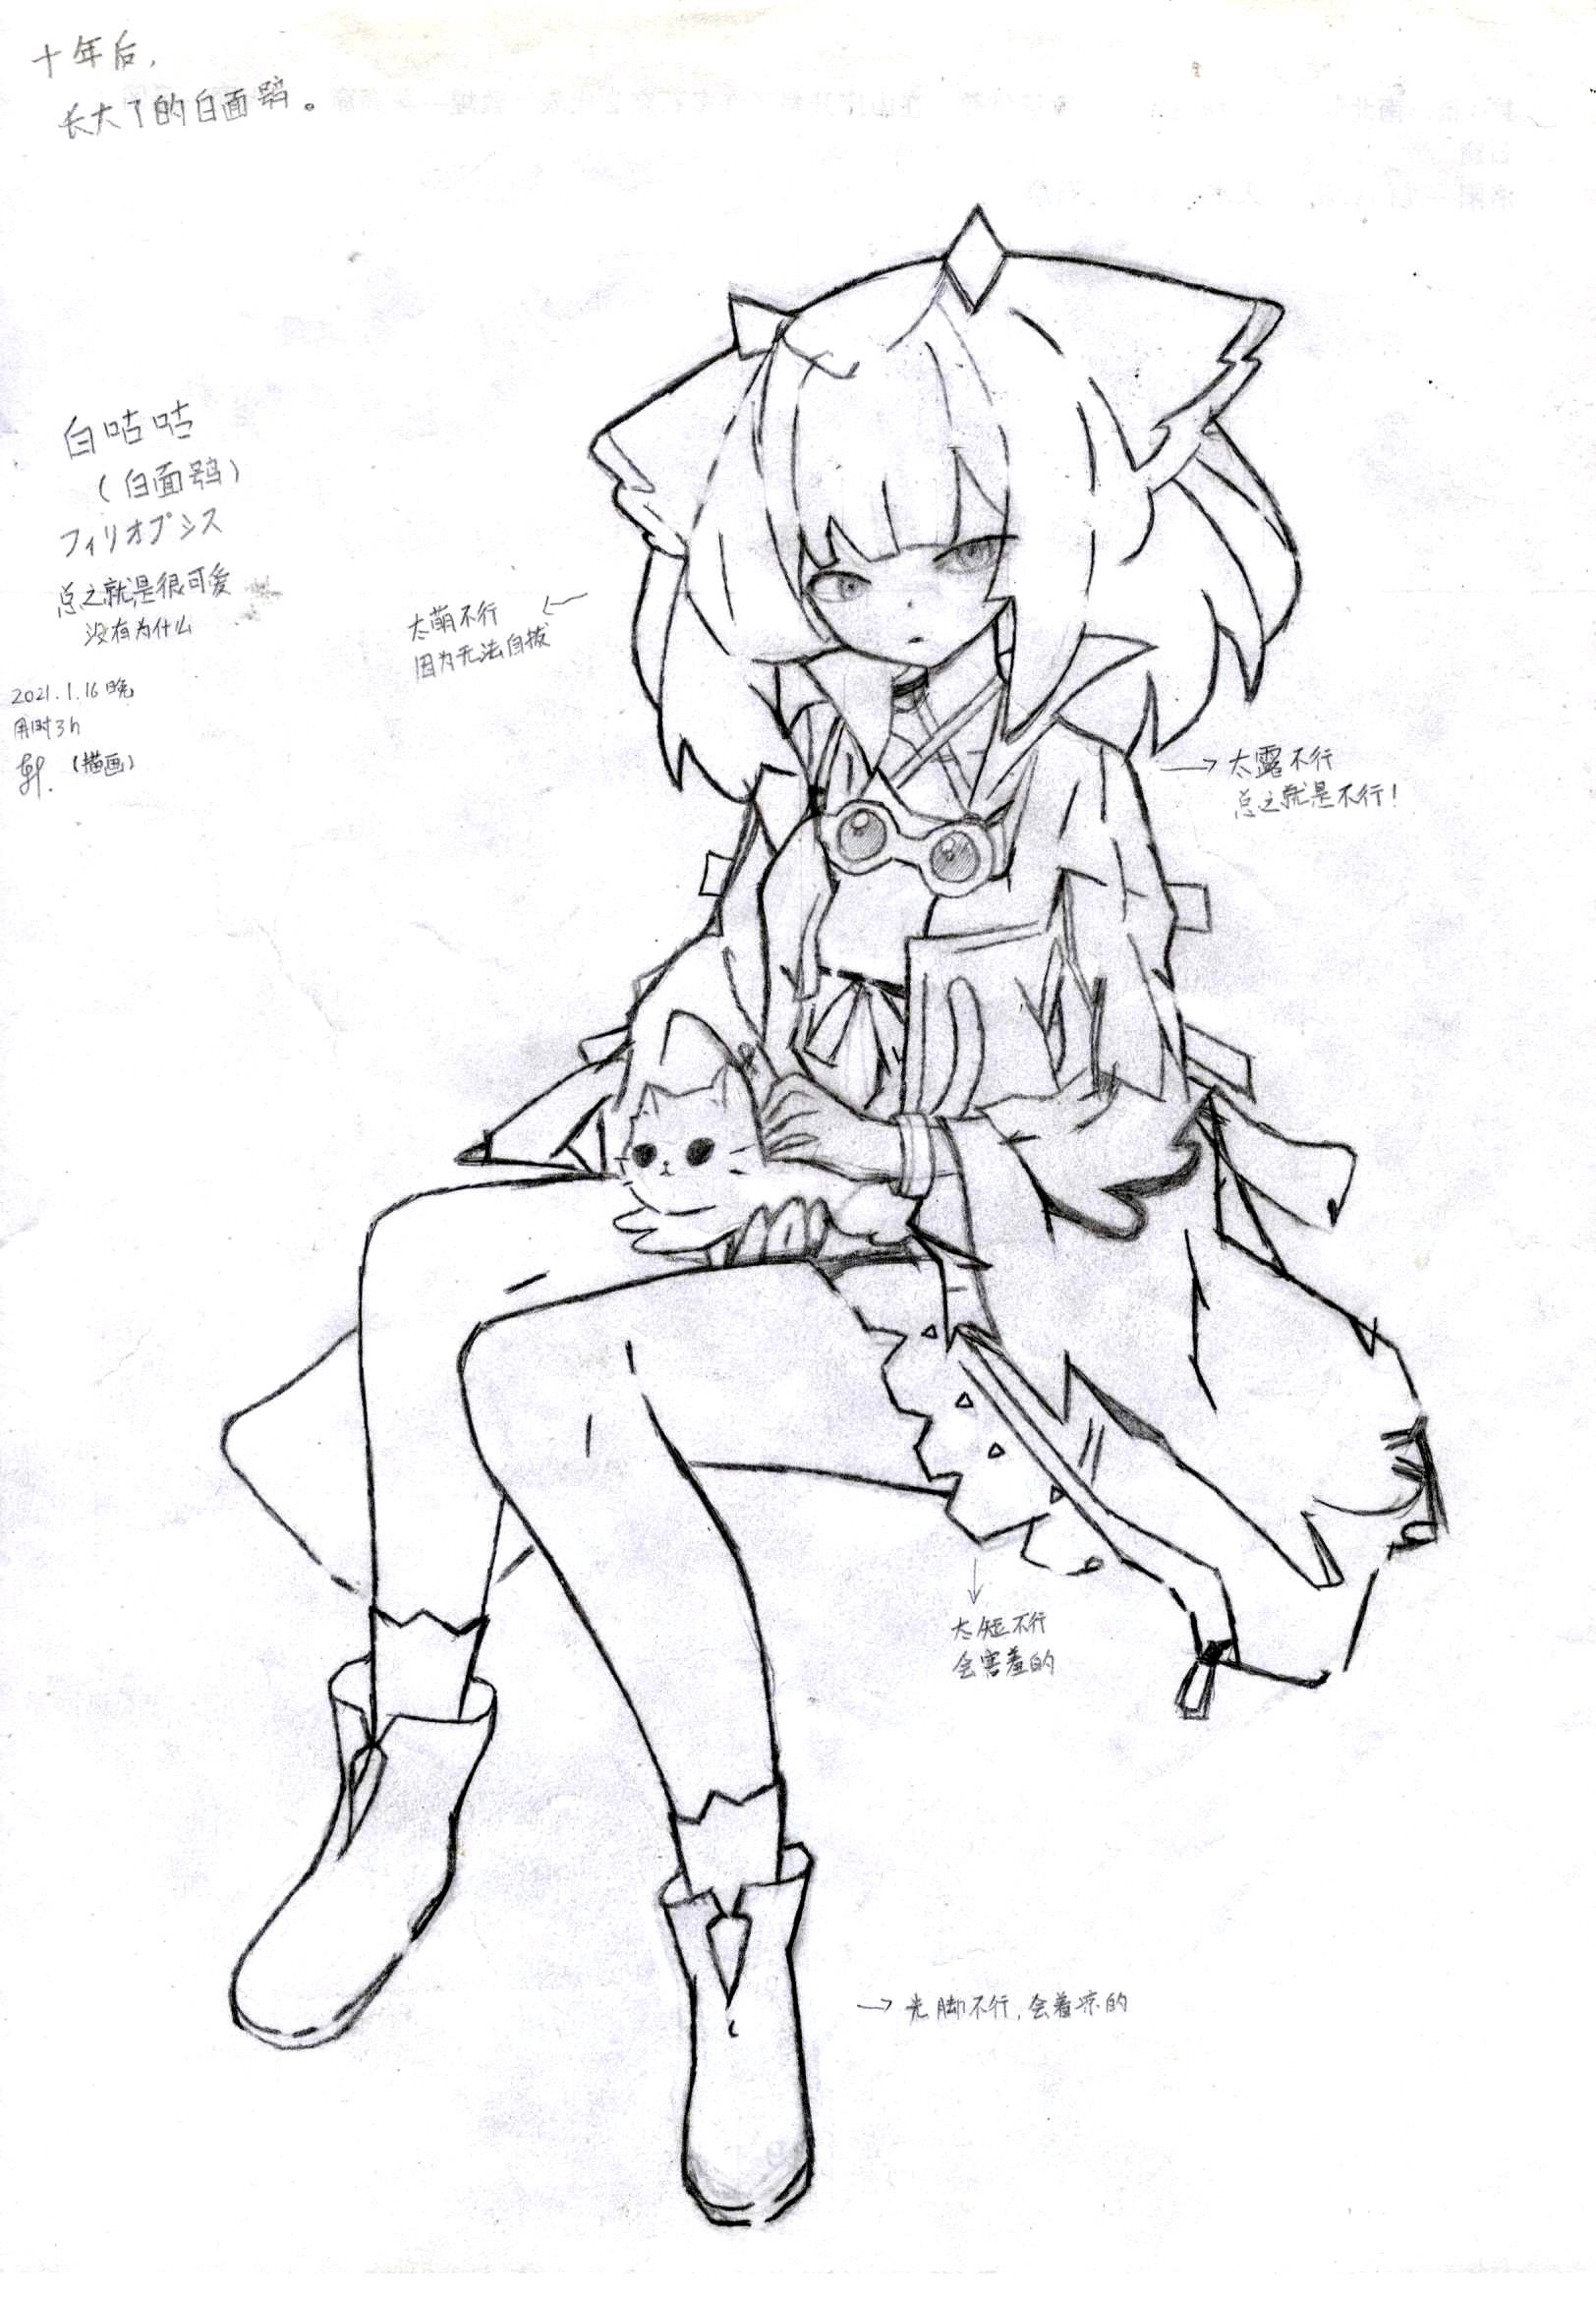 十年后，
长大了的白面鸮。
白咕咕
（白面鸮）
フィリオプシス
总之就是很可爱
没有为什么
2021.1.16晚
用时3h
轩.（描画）
太萌不行
因为无法自拔
太露不行
总之就是不行！
太短不行
会害羞的
光脚不行，会着凉的